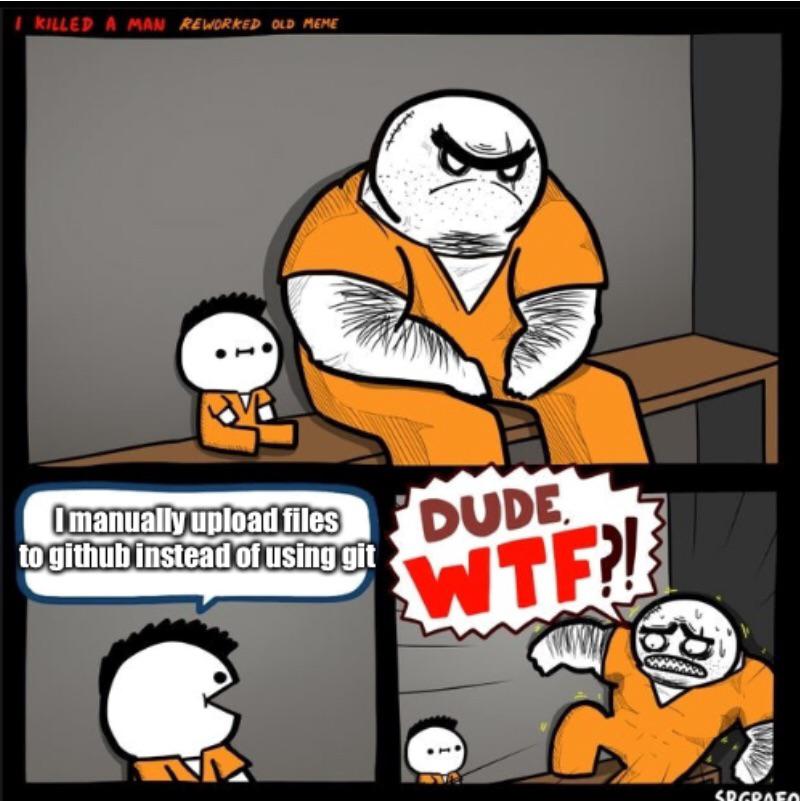 I KILLED A MAN REWORKED OLD MEME
I manually upload files
to github instead of using git
DUDE,
WTF?!